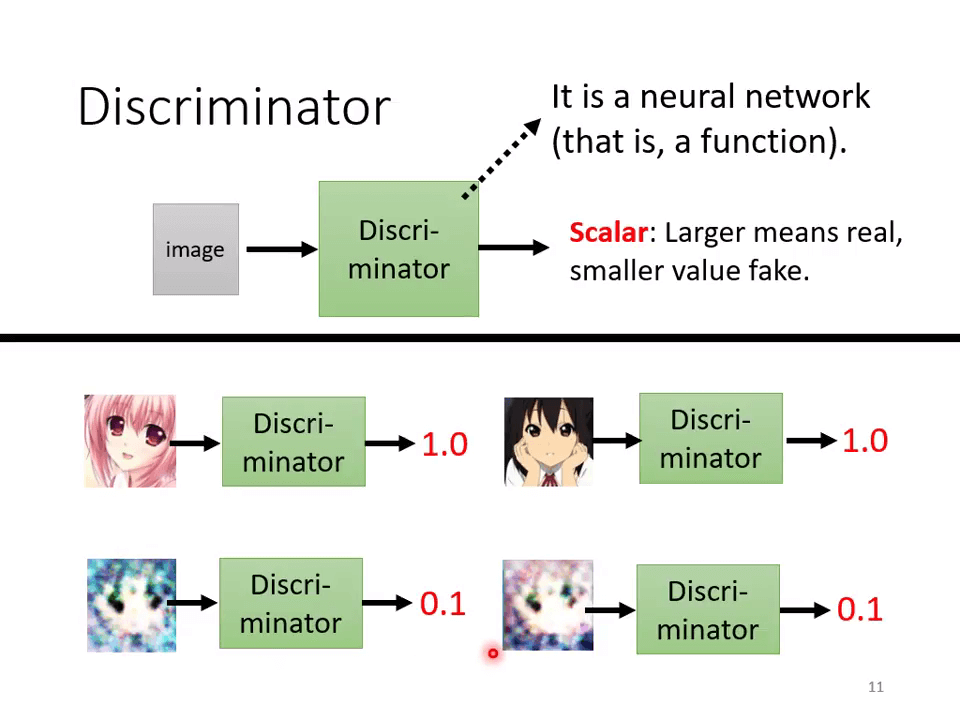 Discriminator
It is a neural network
(that is, a function).
image
Discri-
minator
Scalar: Larger means real,
smaller value fake.
Discri-
minator
1.0
Discri-
minator
1.0
Discri-
minator
0.1
Discri-
minator
0.1
11